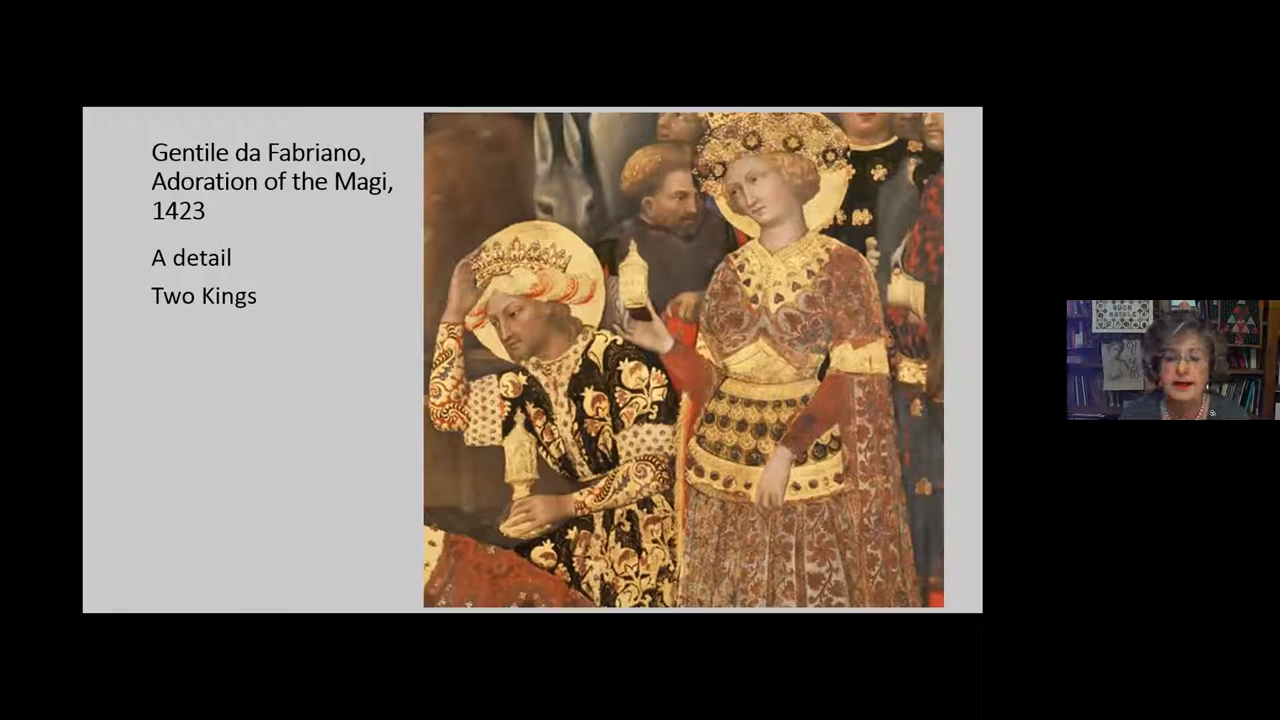 Gentile da Fabriano,
Adoration of the Magi,
1423
A detail
Two Kings